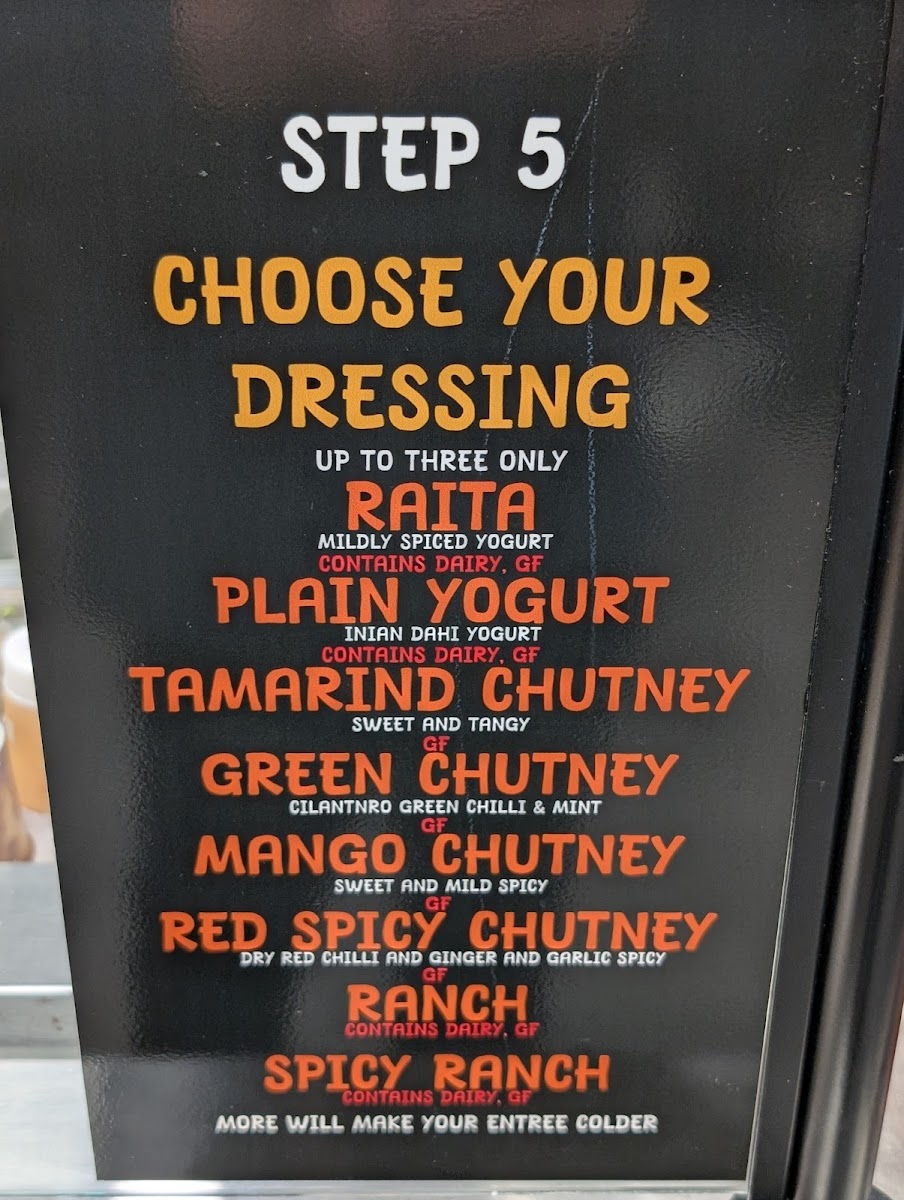 STEP 5
CHOOSE YOUR
DRESSING
UP TO THREE ONLY
RAITA
MILDLY SPICED YOGURT
CONTAINS DAIRY, GF
PLAIN YOGURT
INIAN DAHI YOGURT
CONTAINS DAIRY, GF
TAMARIND CHUTNEY
SWEET AND TANGY
GF
GREEN CHUTNEY
CILANTNRO GREEN CHILLI & MINT
GF
MANGO CHUTNEY
SWEET AND MILD SPICY
GF
RED SPICY CHUTNEY
DRY RED CHILLI AND GINGER AND GARLIC SPICY
GF
RANCH
CONTAINS DAIRY, GF
SPICY RANCH
CONTAINS DAIRY, GF
MORE WILL MAKE YOUR ENTREE COLDER